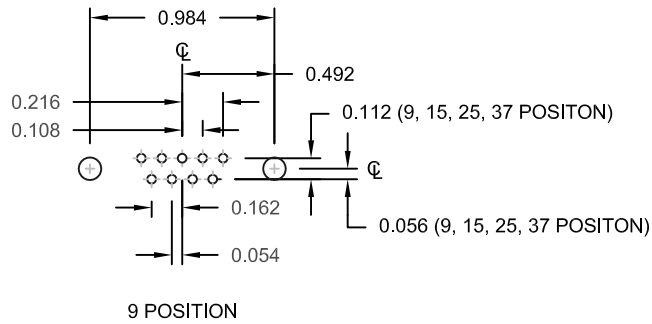 0.984
℄
0.492
0.216
0.112 (9, 15, 25, 37 POSITON)
0.108
℄
0.162
0.056 (9, 15, 25, 37 POSITON)
0.054
9 POSITION